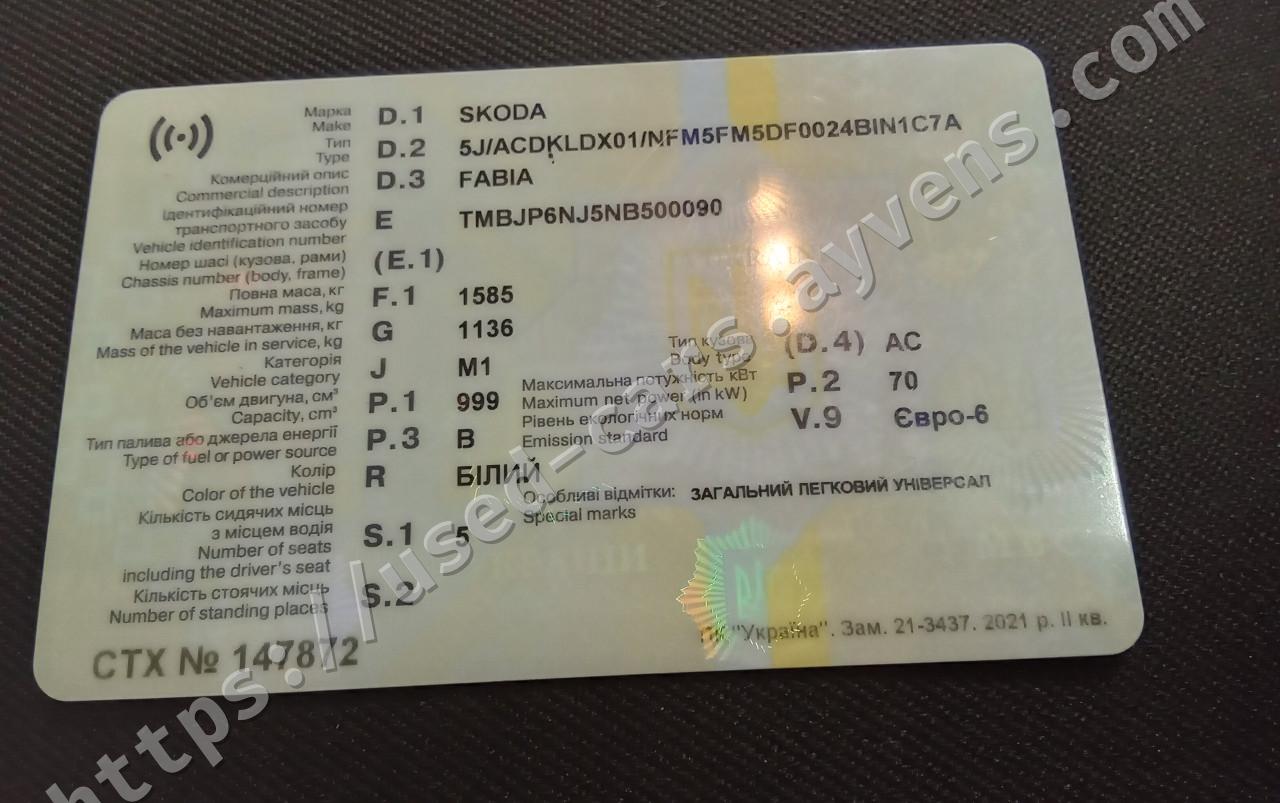 Марка
Make
D.1 SKODA
Тип
Type
D.2 5J/ACDKLDX01/NFM5FM5DF0024BIN1C7A
Комерційний опис
Commercial description
D.3 FABIA
Ідентифікаційний номер
транспортного засобу
Vehicle identification number
E TMBJP6NJ5NB500090
Номер шасі (кузова, рами)
Chassis number (body, frame)
(E.1)
Повна маса, кг
Maximum mass, kg
F.1 1585
Маса без навантаження, кг
Mass of the vehicle in service, kg
G 1136
Категорія
Vehicle category
J M1
Тип кузова
Body type
(D.4) AC
Об'єм двигуна, см³
Capacity, cm³
P.1 999
Максимальна потужність кВт
Maximum net power (in kW)
P.2 70
Тип палива або джерела енергії
Type of fuel or power source
P.3 B
Рівень екологічних норм
Emission standard
V.9 Євро-6
Колір
Color of the vehicle
R БІЛИЙ
Особливі відмітки: ЗАГАЛЬНИЙ ЛЕГКОВИЙ УНІВЕРСАЛ
Special marks
Кількість сидячих місць
з місцем водія
Number of seats
including the driver's seat
S.1 5
Кількість стоячих місць
Number of standing places
S.2
СТХ № 147872
ПК "Україна". Зам. 21-3437. 2021 р. II кв.
https://used-cars.ayvens.com